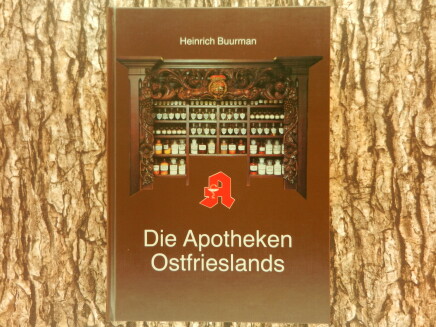 Heinrich Buurman
Die Apotheken
Ostfrieslands